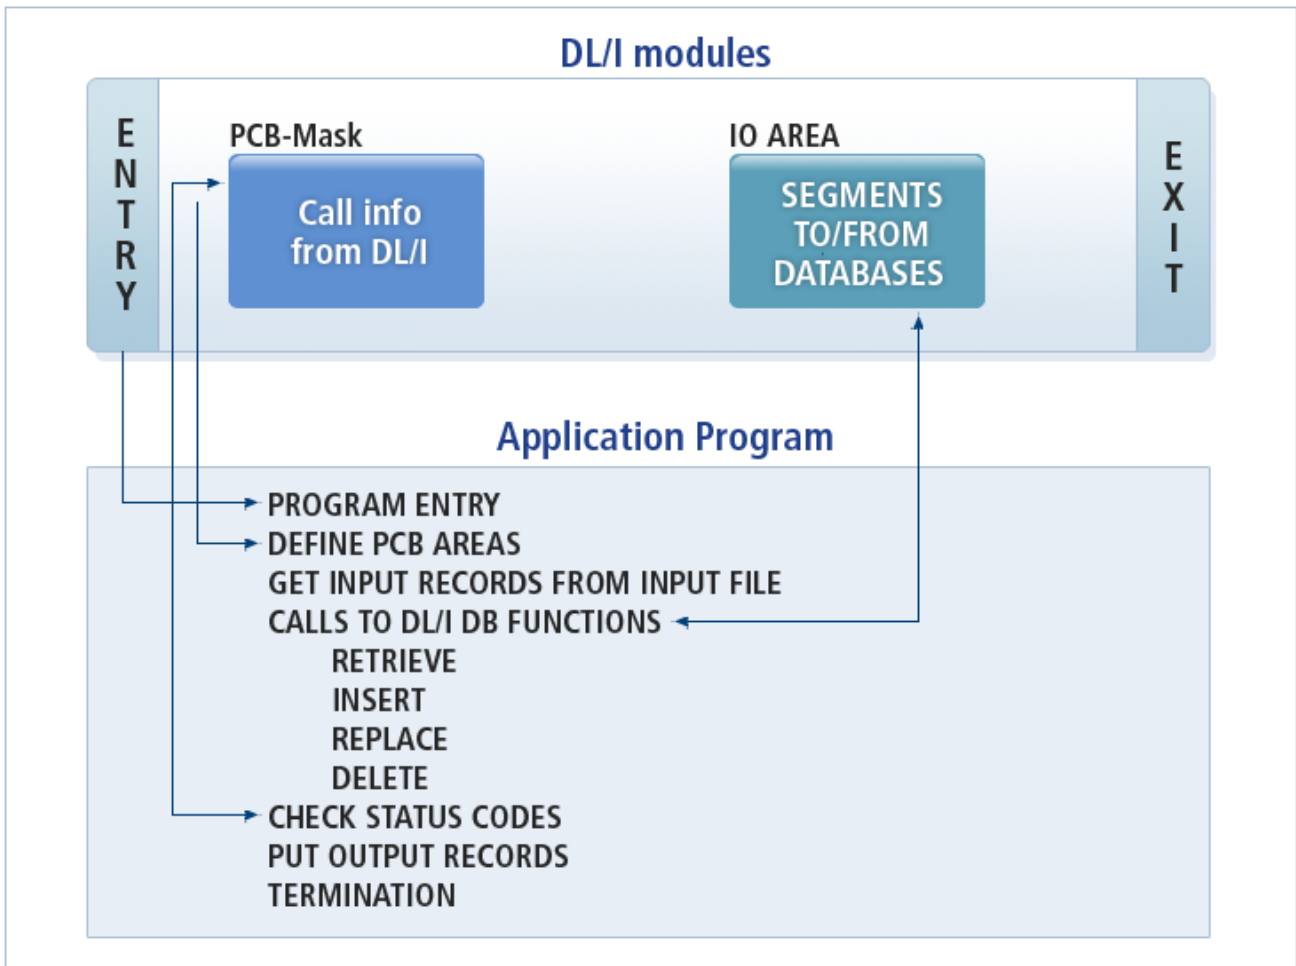 DL/I modules
ENTRY
PCB-Mask
Call info
from DL/I
IO AREA
SEGMENTS
TO/FROM
DATABASES
EXIT
Application Program
PROGRAM ENTRY
DEFINE PCB AREAS
GET INPUT RECORDS FROM INPUT FILE
CALLS TO DL/I DB FUNCTIONS
RETRIEVE
INSERT
REPLACE
DELETE
CHECK STATUS CODES
PUT OUTPUT RECORDS
TERMINATION